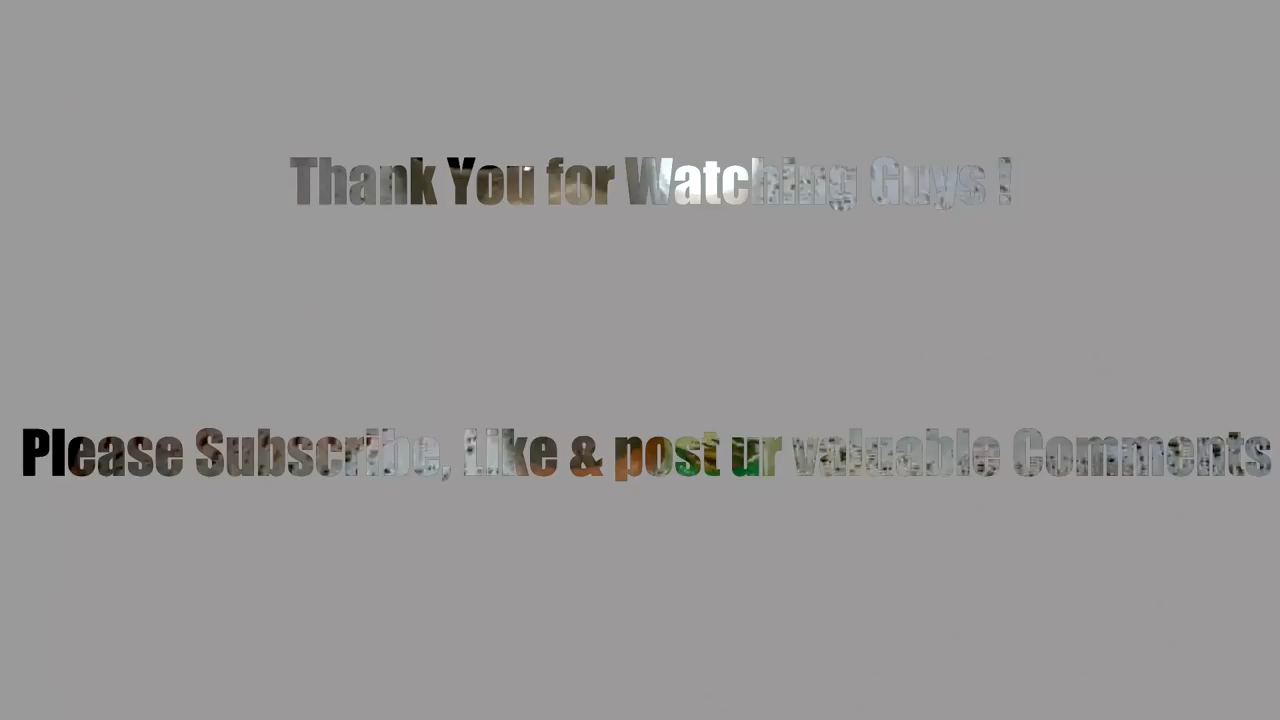 Thank You for Watching Guys !
Please Subscribe, Like & post ur valuable Comments